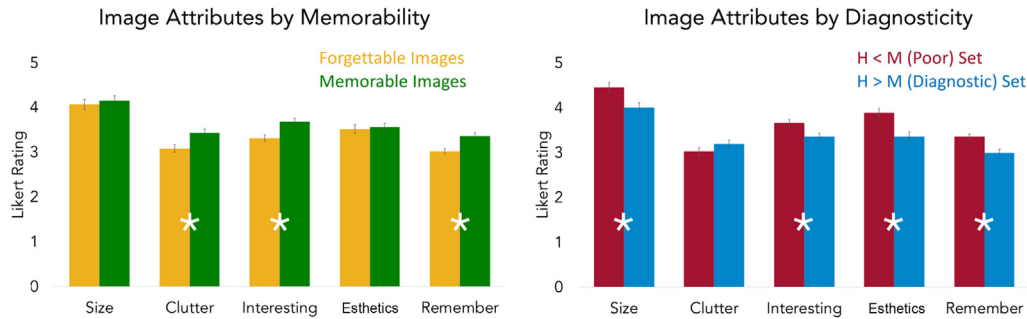 Image Attributes by Memorability
Forgettable Images
Memorable Images
Likert Rating
5
4
3
2
1
0
* * *
Size Clutter Interesting Esthetics Remember
Image Attributes by Diagnosticity
H < M (Poor) Set
H > M (Diagnostic) Set
Likert Rating
5
4
3
2
1
0
* * * *
Size Clutter Interesting Esthetics Remember